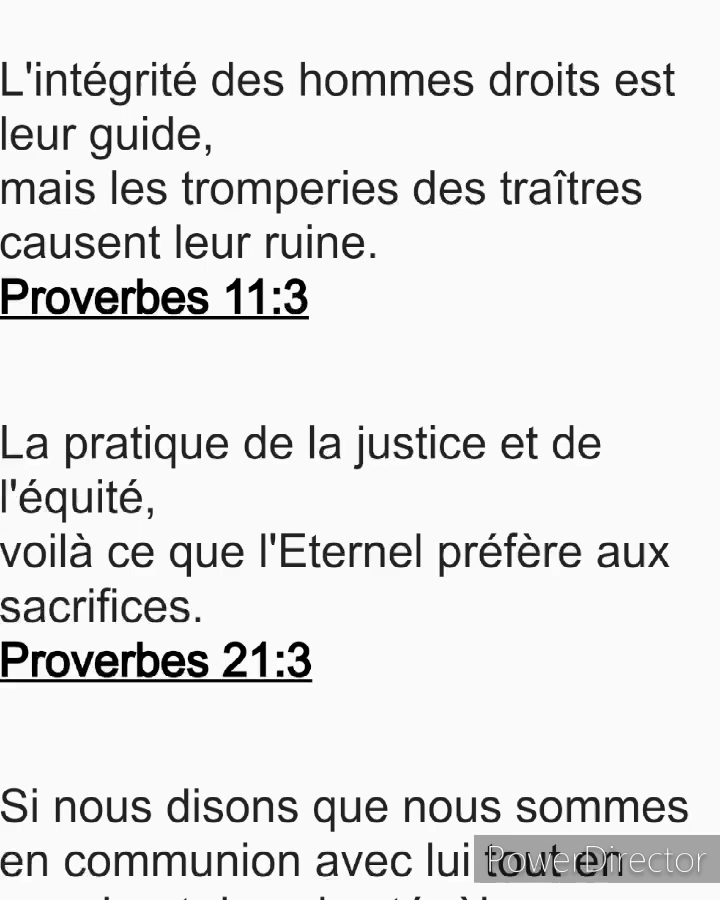 L'intégrité des hommes droits est
leur guide,
mais les tromperies des traîtres
causent leur ruine.
Proverbes 11:3
La pratique de la justice et de
l'équité,
voilà ce que l'Eternel préfère aux
sacrifices.
Proverbes 21:3
Si nous disons que nous sommes
en communion avec lui tout en
PowerDirector